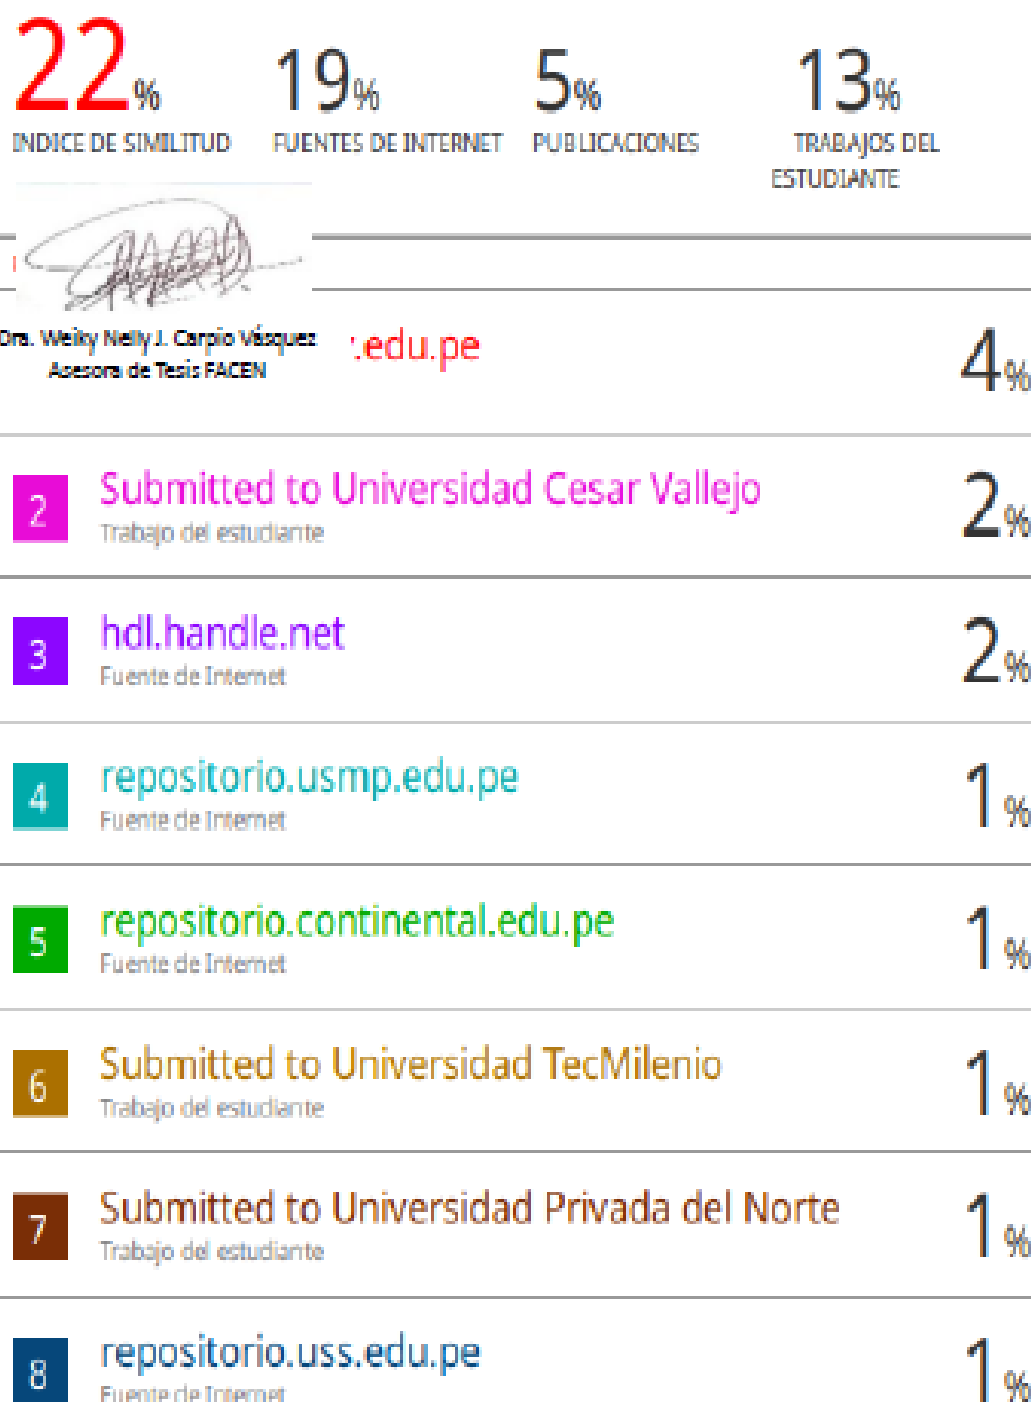 22%
INDICE DE SIMILITUD
19%
FUENTES DE INTERNET
5%
PUBLICACIONES
13%
TRABAJOS DEL
ESTUDIANTE
Dra. Weiky Nelly J. Carpio Vásquez
Asesora de Tesis FACEN
.edu.pe
4%
2
Submitted to Universidad Cesar Vallejo
Trabajo del estudiante
2%
3
hdl.handle.net
Fuente de Internet
2%
4
repositorio.usmp.edu.pe
Fuente de Internet
1%
5
repositorio.continental.edu.pe
Fuente de Internet
1%
6
Submitted to Universidad TecMilenio
Trabajo del estudiante
1%
7
Submitted to Universidad Privada del Norte
Trabajo del estudiante
1%
8
repositorio.uss.edu.pe
Fuente de Internet
1%